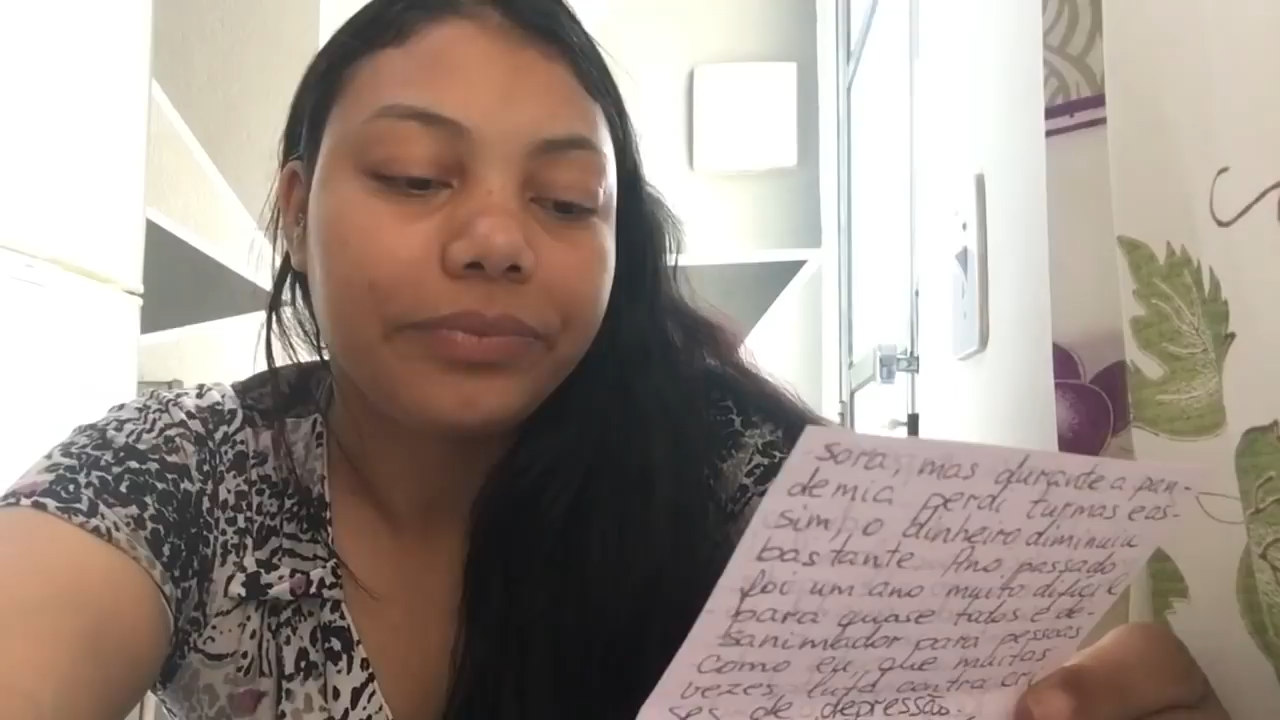 sora, mas durante a pan-
demia perdi turmas e as-
sim, o dinheiro diminuiu
bastante. Ano passado
foi um ano muito difícil
para quase todos e de-
sanimador para pessoas
como eu, que muitas
vezes, luta contra cri
ses de depressão.